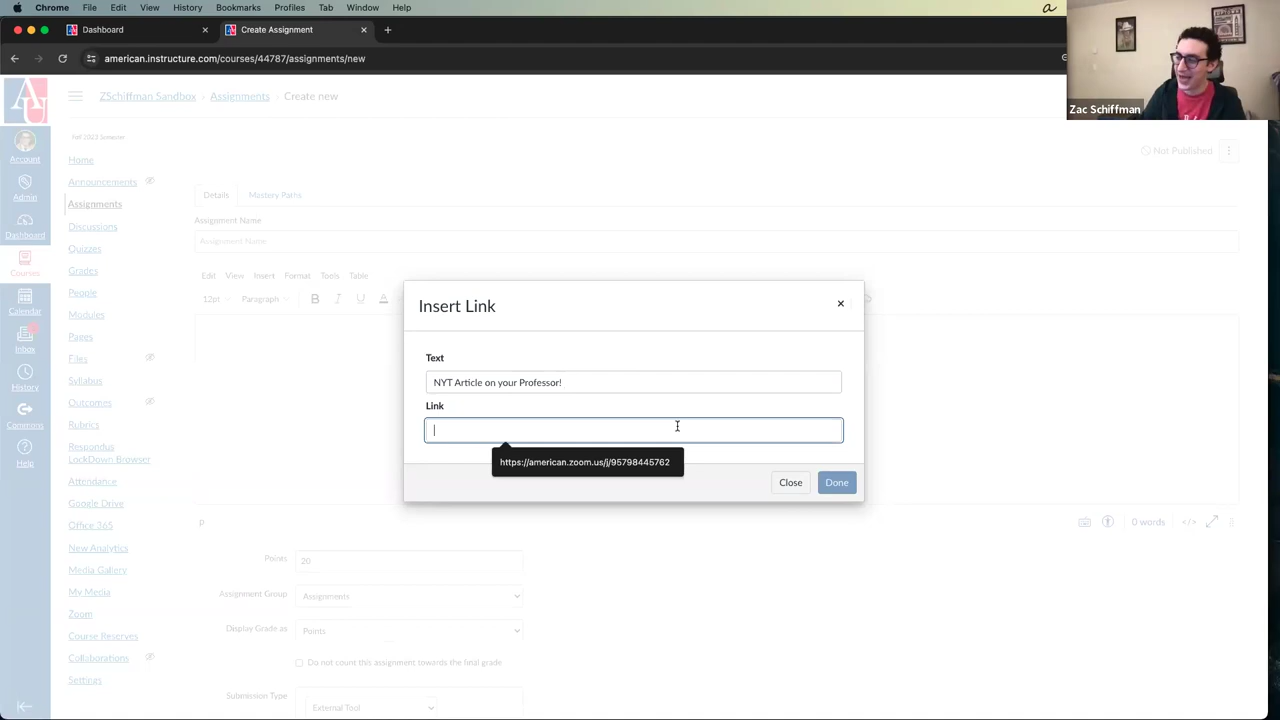 Chrome File Edit View History Bookmarks Profiles Tab Window Help
Dashboard × Create Assignment × +
american.instructure.com/courses/44787/assignments/new
Zac Schiffman
AU
ZSchiffman Sandbox › Assignments › Create new
Fall 2022 Semester
Account
Admin
Dashboard
Courses
Calendar
Inbox
History
Commons
Help
Home
Announcements
Assignments
Discussions
Quizzes
Grades
People
Modules
Pages
Files
Syllabus
Outcomes
Rubrics
Respondus
LockDown Browser
Attendance
Google Drive
Office 365
New Analytics
Media Gallery
My Media
Zoom
Course Reserves
Collaborations
Settings
Not Published
Details Mastery Paths
Assignment Name
Assignment Name
Edit View Insert Format Tools Table
12pt Paragraph B I U A
Insert Link ×
Text
NYT Article on your Professor!
Link
https://american.zoom.us/j/95798445762
Close Done
p 0 words </>
Points 20
Assignment Group Assignments
Display Grade as Points
Do not count this assignment towards the final grade
Submission Type External Tool